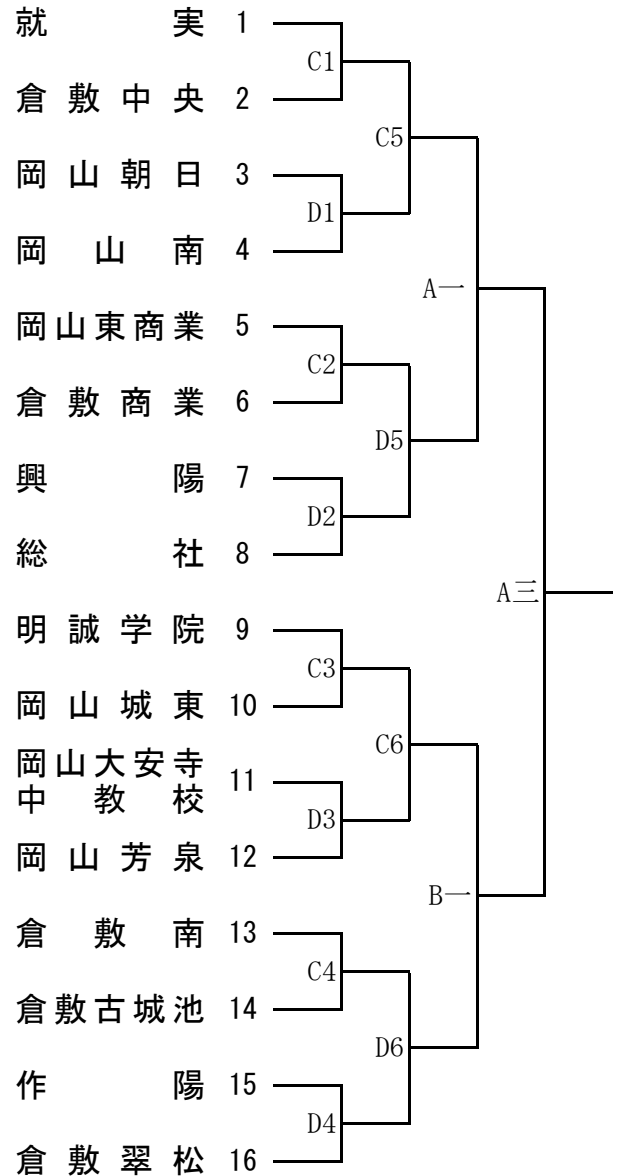 就実 1
C1
倉敷中央 2
C5
岡山朝日 3
D1
岡山南 4
A一
岡山東商業 5
C2
倉敷商業 6
D5
興陽 7
D2
総社 8
A三
明誠学院 9
C3
岡山城東 10
C6
岡山大安寺
中教校 11
D3
岡山芳泉 12
B一
倉敷南 13
C4
倉敷古城池 14
D6
作陽 15
D4
倉敷翠松 16